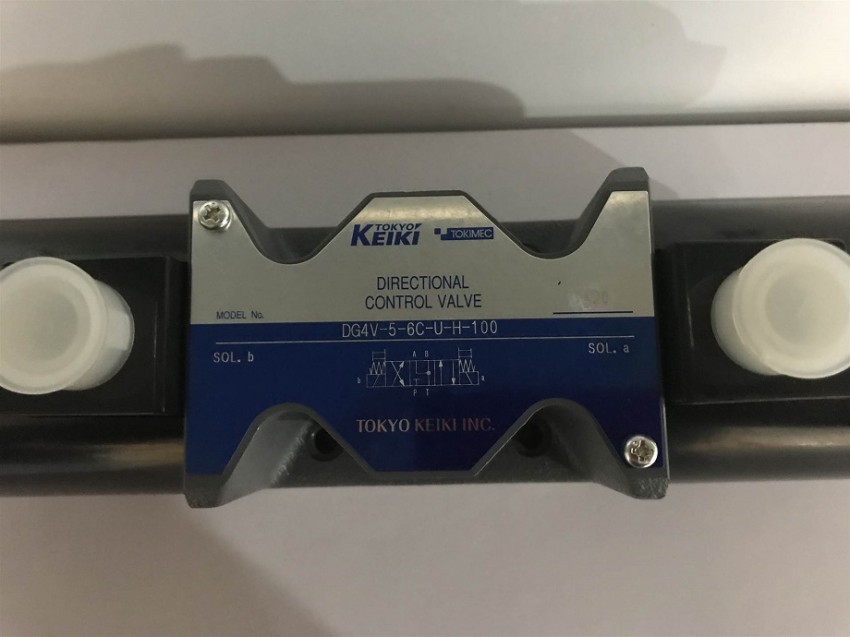 TOKYO
KEIKI TOKIMEC
DIRECTIONAL
CONTROL VALVE
MODEL No.
DG4V-5-6C-U-H-100
SOL. b SOL. a
A B
b a
P T
TOKYO KEIKI INC.